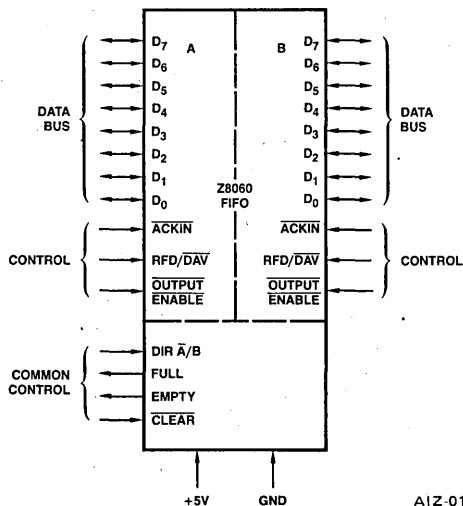 A B
D7 D7
D6 D6
D5 D5
DATA BUS D4 D4 DATA BUS
D3 D3
D2 D2
D1 D1
D0 Z8060 FIFO D0
ACKIN ACKIN
CONTROL RFD/DAV RFD/DAV CONTROL
OUTPUT ENABLE OUTPUT ENABLE
DIR A/B
COMMON CONTROL FULL
EMPTY
CLEAR
+5V GND
AIZ-01